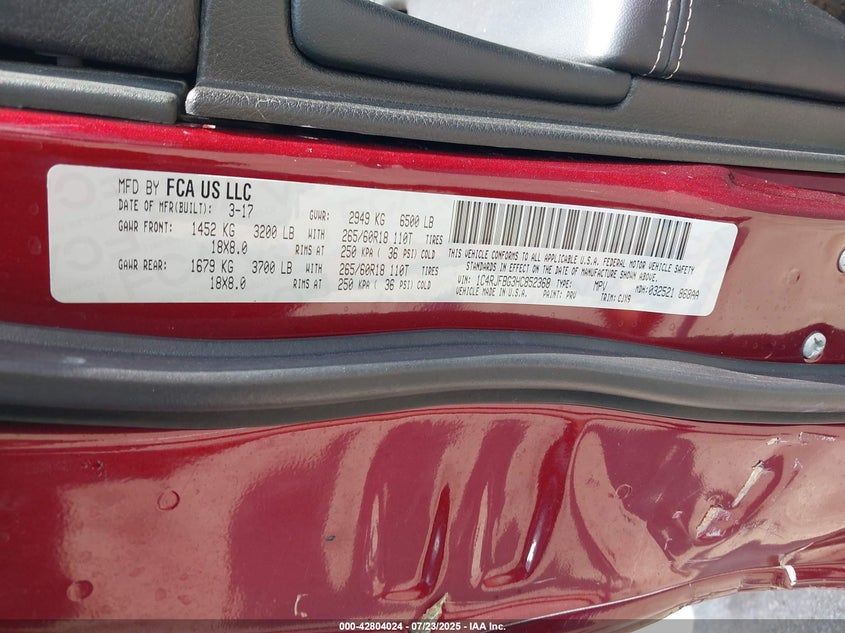 MFD BY FCA US LLC
DATE OF MFR(BUILT): 3-17 GVWR: 2949 KG 6500 LB
GAWR FRONT: 1452 KG 3200 LB WITH 265/60R18 110T TIRES
18X8.0 RIMS AT 250 KPA ( 36 PSI) COLD
GAWR REAR: 1679 KG 3700 LB WITH 265/60R18 110T TIRES
18X8.0 RIMS AT 250 KPA ( 36 PSI) COLD
THIS VEHICLE CONFORMS TO ALL APPLICABLE U.S.A. FEDERAL MOTOR VEHICLE SAFETY
STANDARDS IN EFFECT ON THE DATE OF MANUFACTURE SHOWN ABOVE.
VIN: 1C4RJFBG3HC852368 TYPE: MPV MDH: 032521 868AA
VEHICLE MADE IN U.S.A. PAINT: PRV TRIM: CJX9
000-42804024 | 07/23/2025 - IAA Inc.